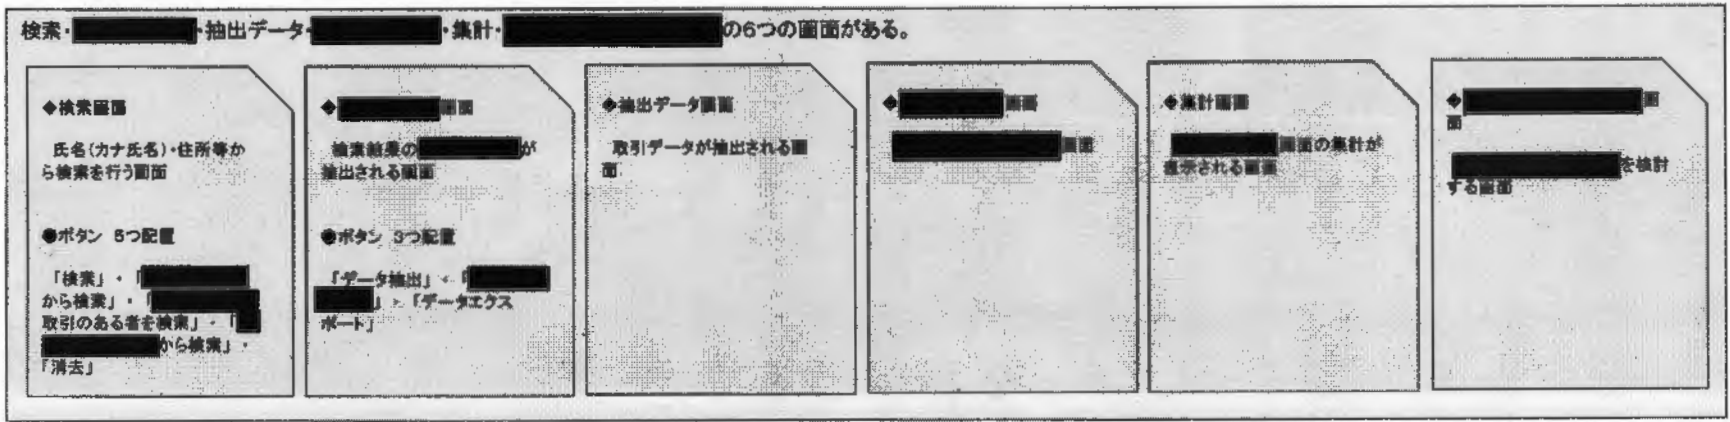 検索・
・抽出データ・
・集計・
の6つの画面がある。
◆検索画面
氏名(カナ氏名)・住所等か
ら検索を行う画面
●ボタン 5つ配置
「検索」・「
から検索」・「
取引のある者を検索」・「
から検索」・
「消去」
◆
画面
検索結果の
が
抽出される画面
●ボタン 3つ配置
「データ抽出」・「
」・「データエクス
ポート」
◆抽出データ画面
取引データが抽出される画
面
◆
画面
画面
◆集計画面
画面の集計が
表示される画面
◆
画
面
を検討
する画面